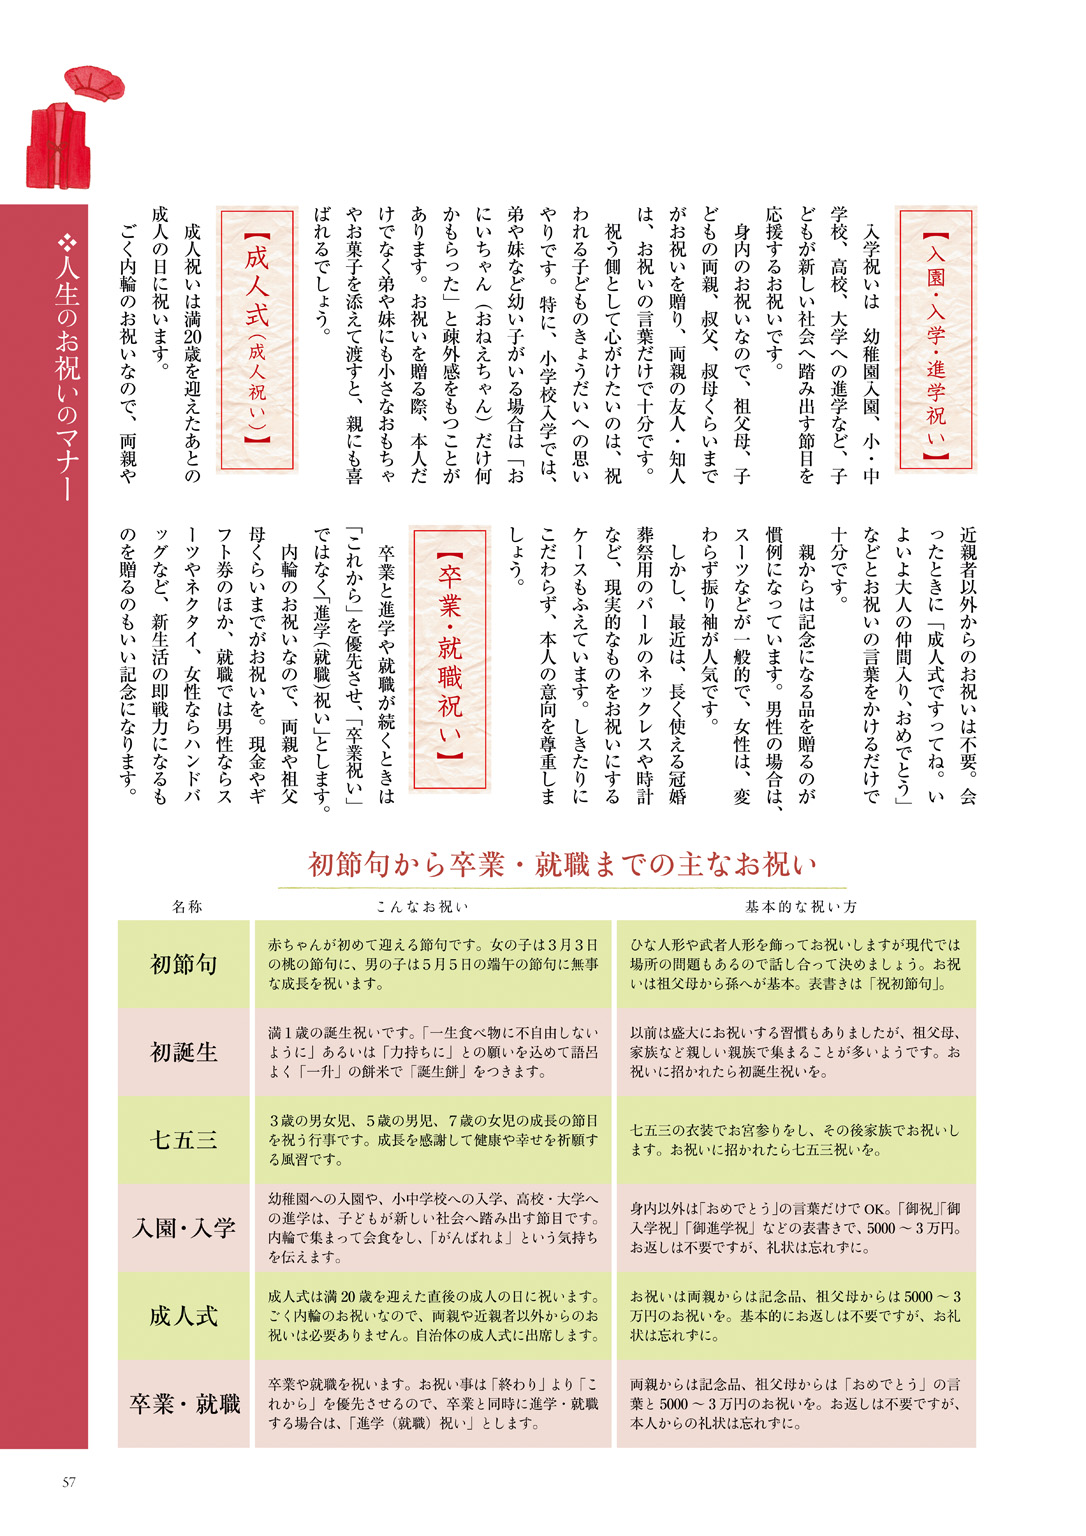 ❖人生のお祝いのマナー
【入園・入学・進学祝い】
入学祝いは　幼稚園入園、小・中
学校、高校、大学への進学など、子
どもが新しい社会へ踏み出す節目を
応援するお祝いです。
身内のお祝いなので、祖父母、子
どもの両親、叔父、叔母くらいまで
がお祝いを贈り、両親の友人・知人
は、お祝いの言葉だけで十分です。
祝う側として心がけたいのは、祝
われる子どものきょうだいへの思い
やりです。特に、小学校入学では、
弟や妹など幼い子がいる場合は「お
にいちゃん（おねえちゃん）だけ何
かもらった」と疎外感をもつことが
あります。お祝いを贈る際、本人だ
けでなく弟や妹にも小さなおもちゃ
やお菓子を添えて渡すと、親にも喜
ばれるでしょう。
【成人式（成人祝い）】
成人祝いは満20歳を迎えたあとの
成人の日に祝います。
ごく内輪のお祝いなので、両親や
近親者以外からのお祝いは不要。会
ったときに「成人式ですってね。い
よいよ大人の仲間入り、おめでとう」
などとお祝いの言葉をかけるだけで
十分です。
親からは記念になる品を贈るのが
慣例になっています。男性の場合は、
スーツなどが一般的で、女性は、変
わらず振り袖が人気です。
しかし、最近は、長く使える冠婚
葬祭用のパールのネックレスや時計
など、現実的なものをお祝いにする
ケースもふえています。しきたりに
こだわらず、本人の意向を尊重しま
しょう。
【卒業・就職祝い】
卒業と進学や就職が続くときは
「これから」を優先させ、「卒業祝い」
ではなく「進学（就職）祝い」とします。
内輪のお祝いなので、両親や祖父
母くらいまでがお祝いを。現金やギ
フト券のほか、就職では男性ならス
ーツやネクタイ、女性ならハンドバ
ッグなど、新生活の即戦力になるも
のを贈るのもいい記念になります。
初節句から卒業・就職までの主なお祝い
名称
こんなお祝い
基本的な祝い方
初節句
赤ちゃんが初めて迎える節句です。女の子は３月３日
の桃の節句に、男の子は５月５日の端午の節句に無事
な成長を祝います。
ひな人形や武者人形を飾ってお祝いしますが現代では
場所の問題もあるので話し合って決めましょう。お祝
いは祖父母から孫へが基本。表書きは「祝初節句」。
初誕生
満１歳の誕生祝いです。「一生食べ物に不自由しない
ように」あるいは「力持ちに」との願いを込めて語呂
よく「一升」の餅米で「誕生餅」をつきます。
以前は盛大にお祝いする習慣もありましたが、祖父母、
家族など親しい親族で集まることが多いようです。お
祝いに招かれたら初誕生祝いを。
七五三
３歳の男女児、５歳の男児、７歳の女児の成長の節目
を祝う行事です。成長を感謝して健康や幸せを祈願す
る風習です。
七五三の衣装でお宮参りをし、その後家族でお祝いし
ます。お祝いに招かれたら七五三祝いを。
入園・入学
幼稚園への入園や、小中学校への入学、高校・大学へ
の進学は、子どもが新しい社会へ踏み出す節目です。
内輪で集まって会食をし、「がんばれよ」という気持ち
を伝えます。
身内以外は「おめでとう」の言葉だけでOK。「御祝」「御
入学祝」「御進学祝」などの表書きで、5000～3万円。
お返しは不要ですが、礼状は忘れずに。
成人式
成人式は満20歳を迎えた直後の成人の日に祝います。
ごく内輪のお祝いなので、両親や近親者以外からのお
祝いは必要ありません。自治体の成人式に出席します。
お祝いは両親からは記念品、祖父母からは5000～3
万円のお祝いを。基本的にお返しは不要ですが、お礼
状は忘れずに。
卒業・就職
卒業や就職を祝います。お祝い事は「終わり」より「こ
れから」を優先させるので、卒業と同時に進学・就職
する場合は、「進学（就職）祝い」とします。
両親からは記念品、祖父母からは「おめでとう」の言
葉と5000～3万円のお祝いを。お返しは不要ですが、
本人からの礼状は忘れずに。
57